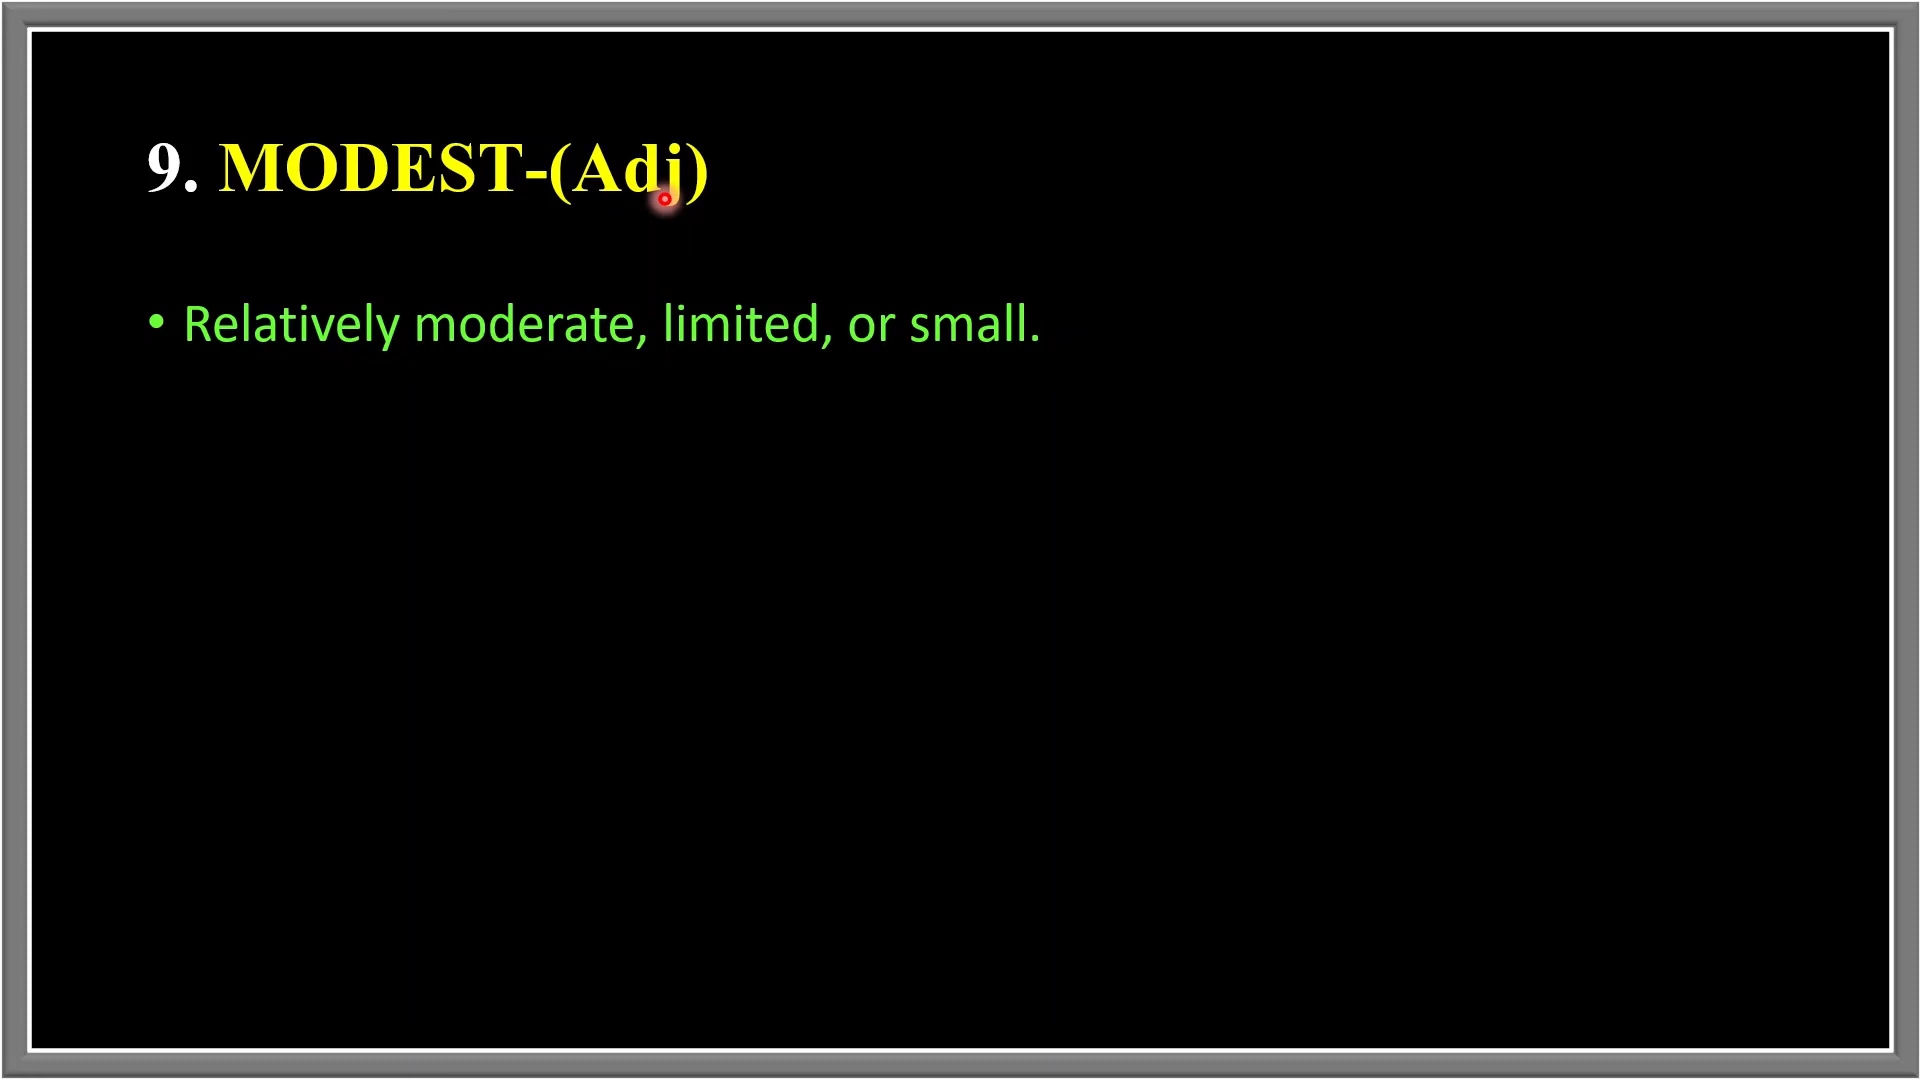 9. MODEST-(Adj)
• Relatively moderate, limited, or small.